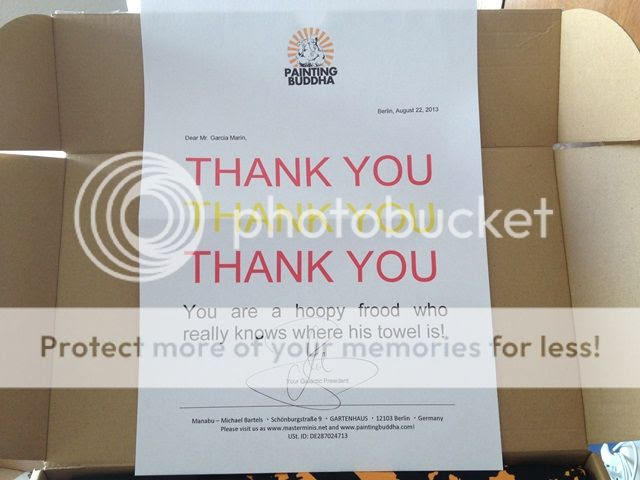 PAINTING
BUDDHA
Berlin, August 22, 2013
Dear Mr. Garcia Marin,
THANK YOU
THANK YOU
photobucket
THANK YOU
You are a hoopy frood who
really knows where his towel is!
Protect more of your memories for less!
Your Galactic President
Manabu – Michael Bartels • Schönburgstraße 9 • GARTENHAUS • 12103 Berlin • Germany
Please visit us at www.masterminis.net and www.paintingbuddha.com!
USt. ID: DE287024713